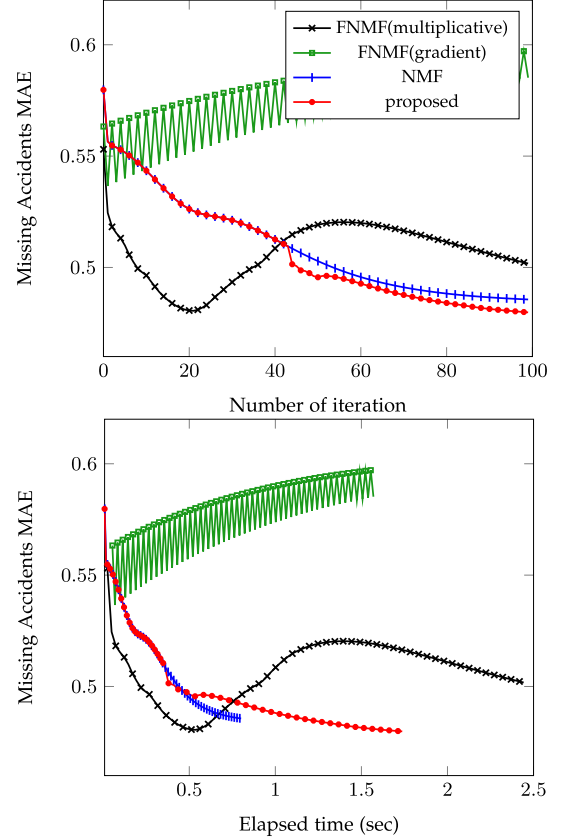 0.6
0.55
0.5
Missing Accidents MAE
FNMF(multiplicative)
FNMF(gradient)
NMF
proposed
0 20 40 60 80 100
Number of iteration
0.6
0.55
0.5
Missing Accidents MAE
0.5 1 1.5 2 2.5
Elapsed time (sec)